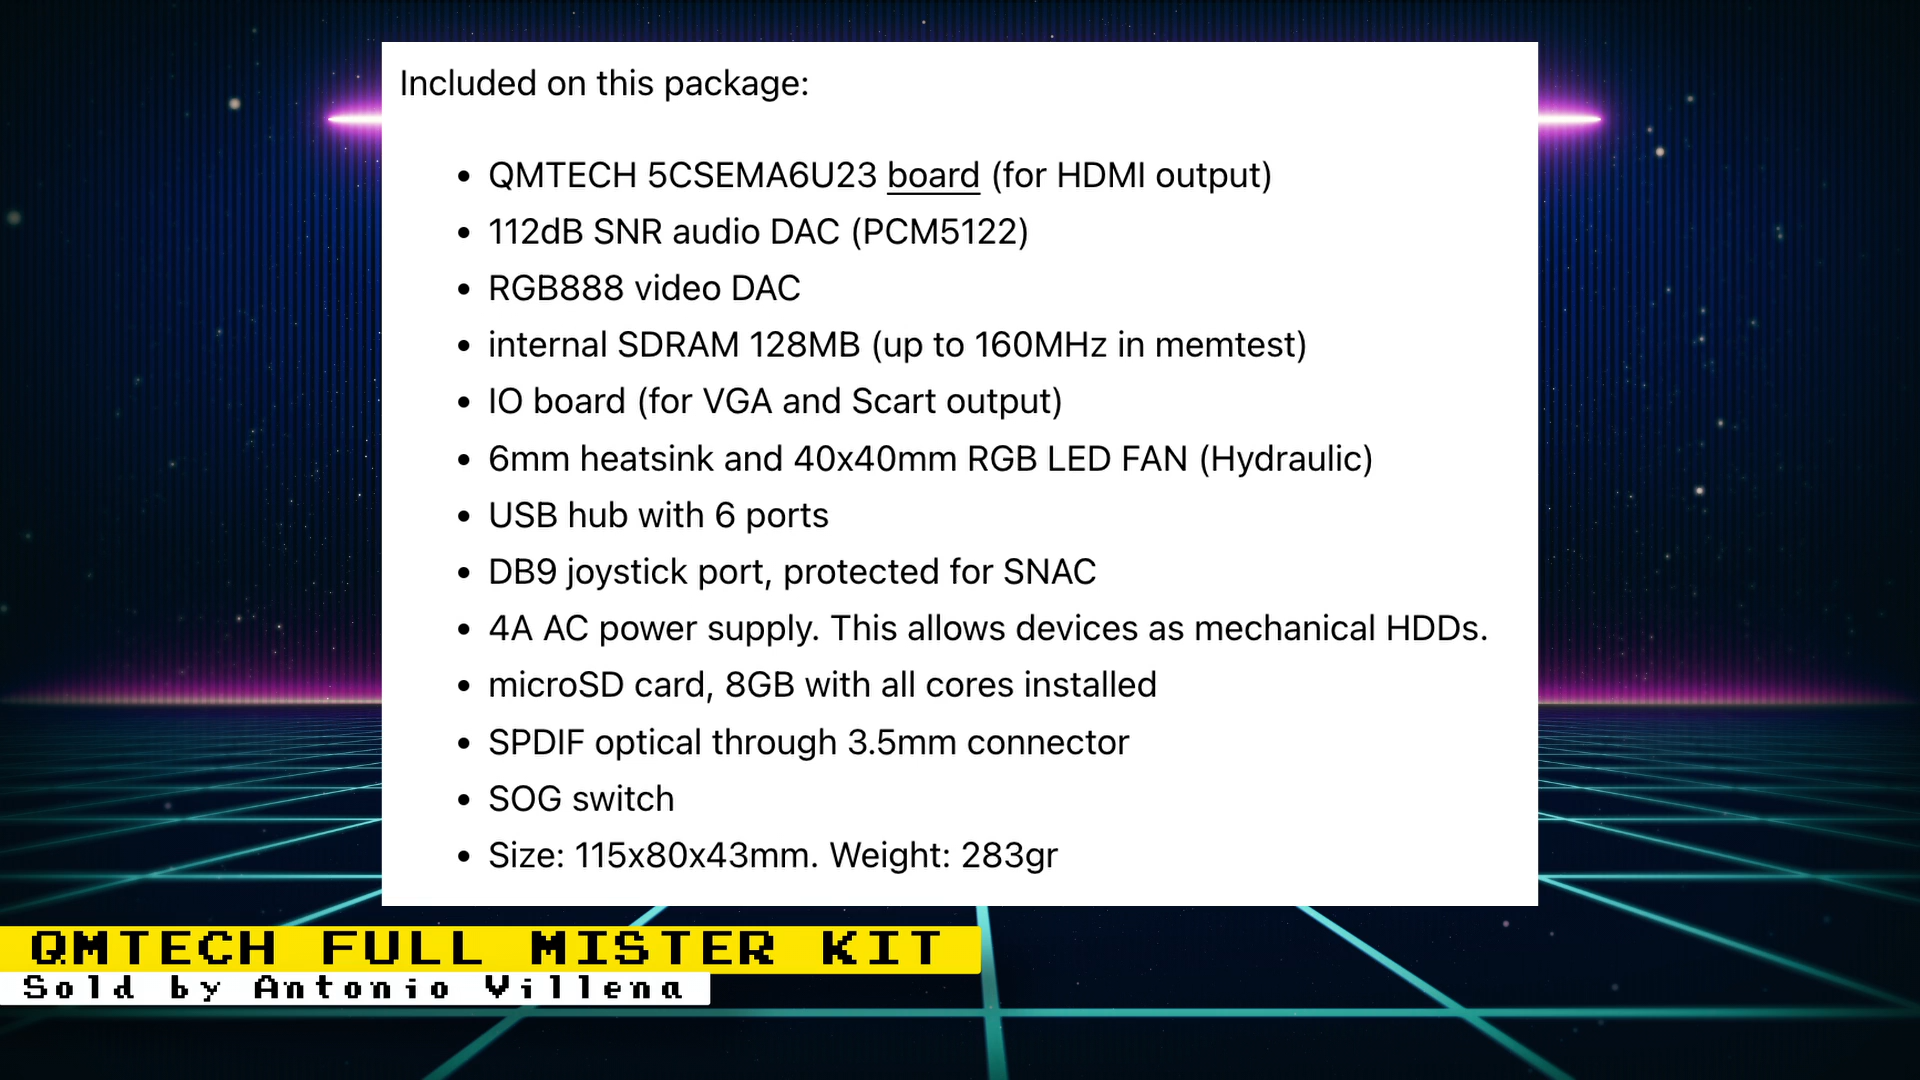 Included on this package:
• QMTECH 5CSEMA6U23 board (for HDMI output)
• 112dB SNR audio DAC (PCM5122)
• RGB888 video DAC
• internal SDRAM 128MB (up to 160MHz in memtest)
• IO board (for VGA and Scart output)
• 6mm heatsink and 40x40mm RGB LED FAN (Hydraulic)
• USB hub with 6 ports
• DB9 joystick port, protected for SNAC
• 4A AC power supply. This allows devices as mechanical HDDs.
• microSD card, 8GB with all cores installed
• SPDIF optical through 3.5mm connector
• SOG switch
• Size: 115x80x43mm. Weight: 283gr
QMTECH FULL MISTER KIT
Sold by Antonio Villena